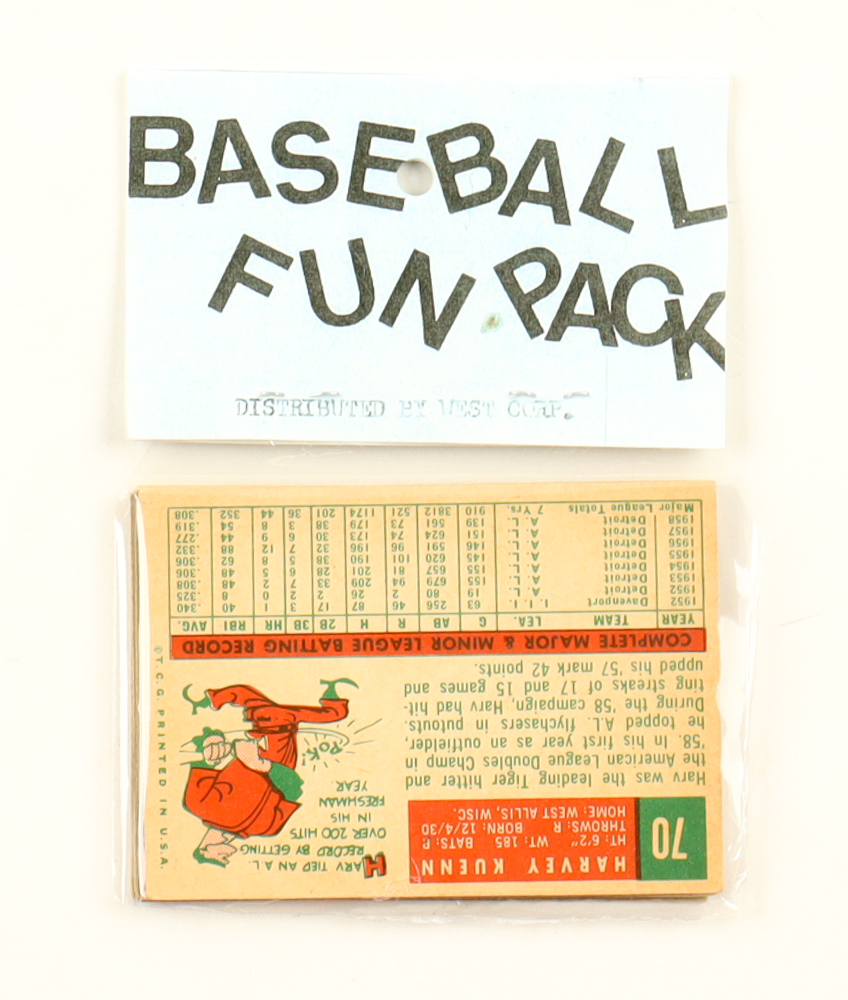 BASEBALL
FUN PACK
DISTRIBUTED BY WEST CORP.
70
HARVEY KUENN
HT: 6'2" WT: 185 BATS: R
THROWS: R BORN: 12/4/30
HOME: WEST ALLIS, WISC.
Harv was the leading Tiger hitter and
the American League Doubles Champ in
'58. In his first year as an outfielder,
he topped A.L. flychasers in putouts.
During the '58 campaign, Harv had hit-
ting streaks of 17 and 15 games and
upped his '57 mark 42 points.
HARV TIED AN A.L.
RECORD BY GETTING
OVER 200 HITS
IN HIS
FRESHMAN
YEAR
POK!
COMPLETE MAJOR & MINOR LEAGUE BATTING RECORD
YEAR TEAM LEA. G AB R H 2B 3B HR RBI AVG.
1952 Davenport I.I.I. 63 256 46 87 17 3 1 40 .340
1952 Detroit A.L. 19 80 2 26 2 2 0 8 .325
1953 Detroit A.L. 155 679 94 209 33 7 2 48 .308
1954 Detroit A.L. 155 657 81 201 28 6 5 48 .306
1955 Detroit A.L. 145 620 101 190 38 5 8 62 .306
1956 Detroit A.L. 146 591 96 196 32 7 12 88 .332
1957 Detroit A.L. 151 624 74 173 30 6 9 44 .277
1958 Detroit A.L. 139 561 73 179 38 3 8 54 .319
Major League Totals 7 Yrs. 910 3812 521 1174 201 36 44 352 .308
© T.C.G. PRINTED IN U.S.A.